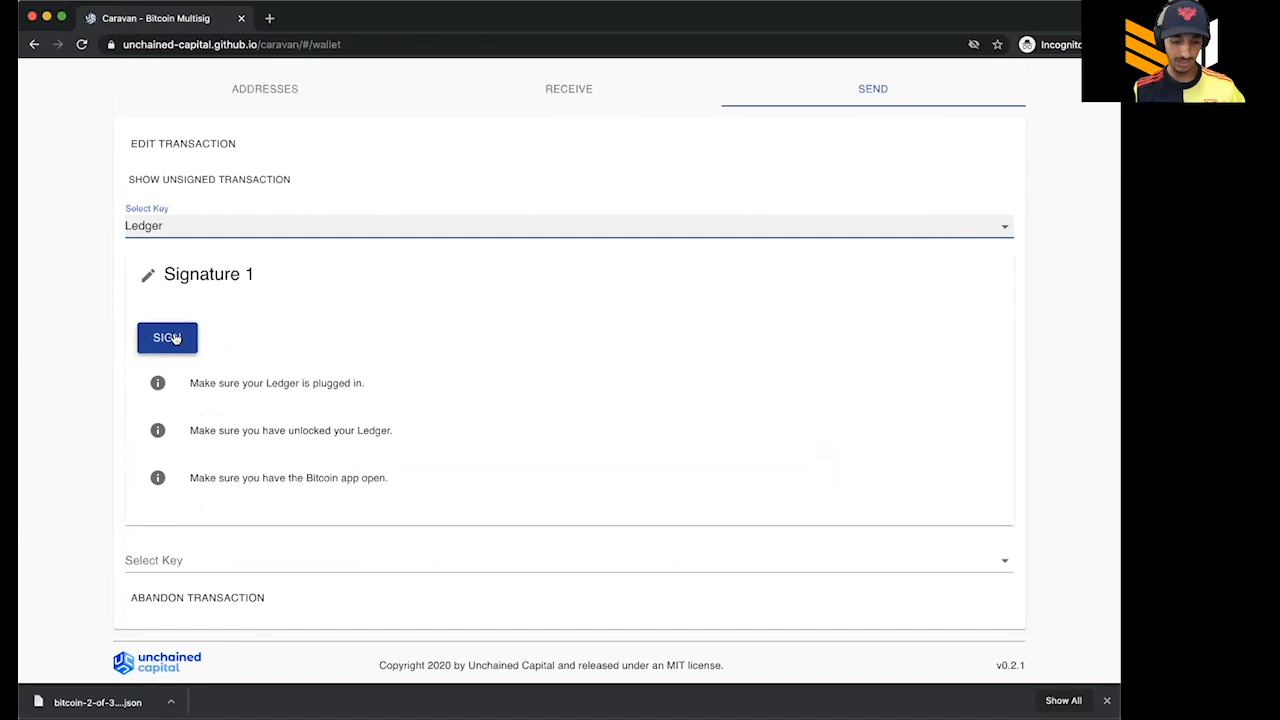 Caravan - Bitcoin Multisig
unchained-capital.github.io/caravan/#/wallet
Incognito
ADDRESSES
RECEIVE
SEND
EDIT TRANSACTION
SHOW UNSIGNED TRANSACTION
Select Key
Ledger
Signature 1
SIGN
Make sure your Ledger is plugged in.
Make sure you have unlocked your Ledger.
Make sure you have the Bitcoin app open.
Select Key
ABANDON TRANSACTION
unchained
capital
Copyright 2020 by Unchained Capital and released under an MIT license.
v0.2.1
bitcoin-2-of-3....json
Show All